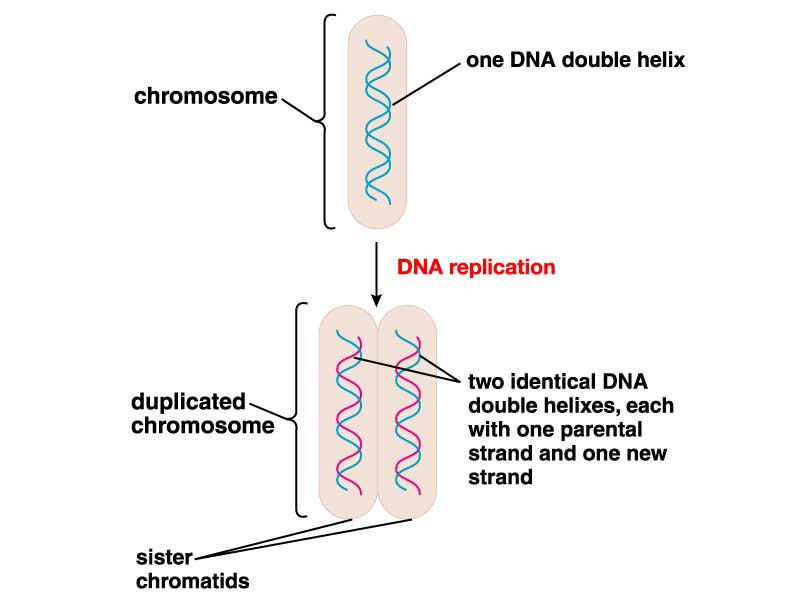 one DNA double helix
chromosome
DNA replication
two identical DNA
double helixes, each
with one parental
strand and one new
strand
duplicated
chromosome
sister
chromatids